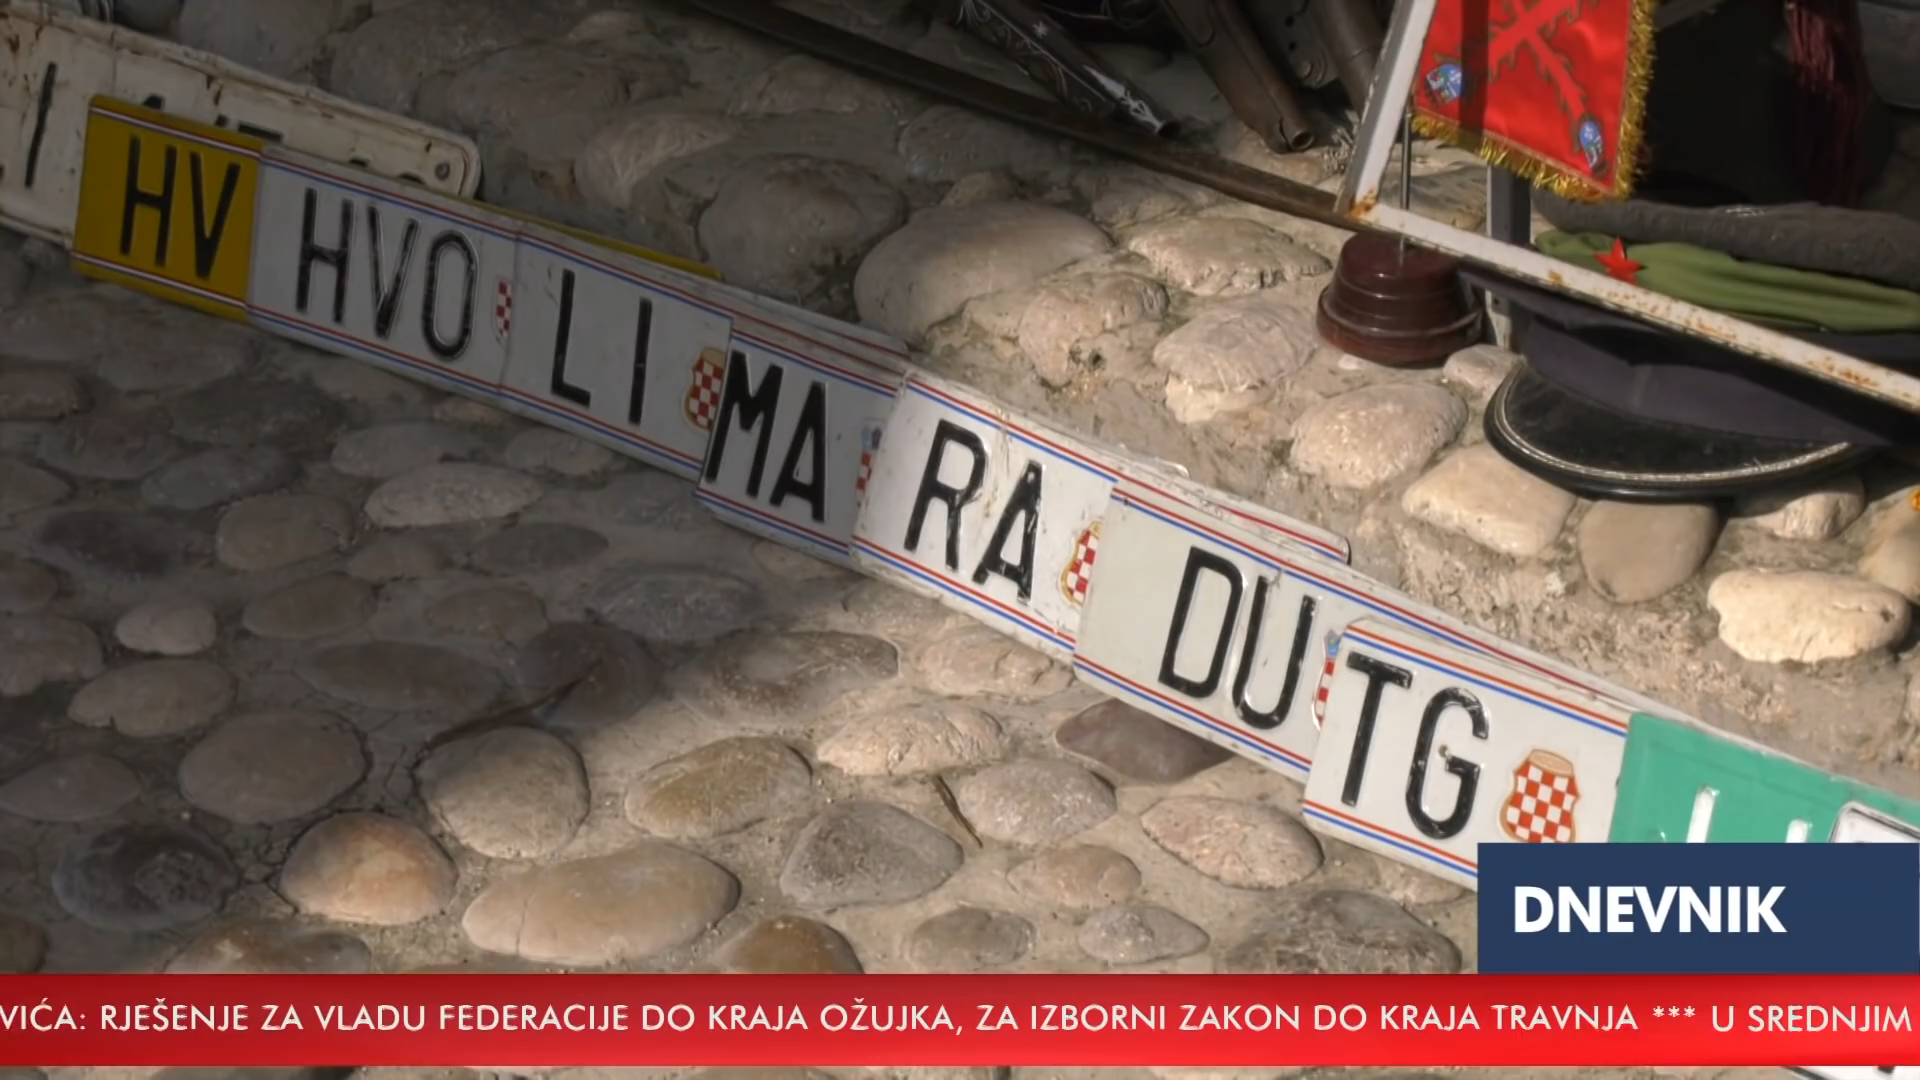 HV
HVO
LI
MA
RA
DU
TG
DNEVNIK
VIĆA: RJEŠENJE ZA VLADU FEDERACIJE DO KRAJA OŽUJKA, ZA IZBORNI ZAKON DO KRAJA TRAVNJA *** U SREDNJIM